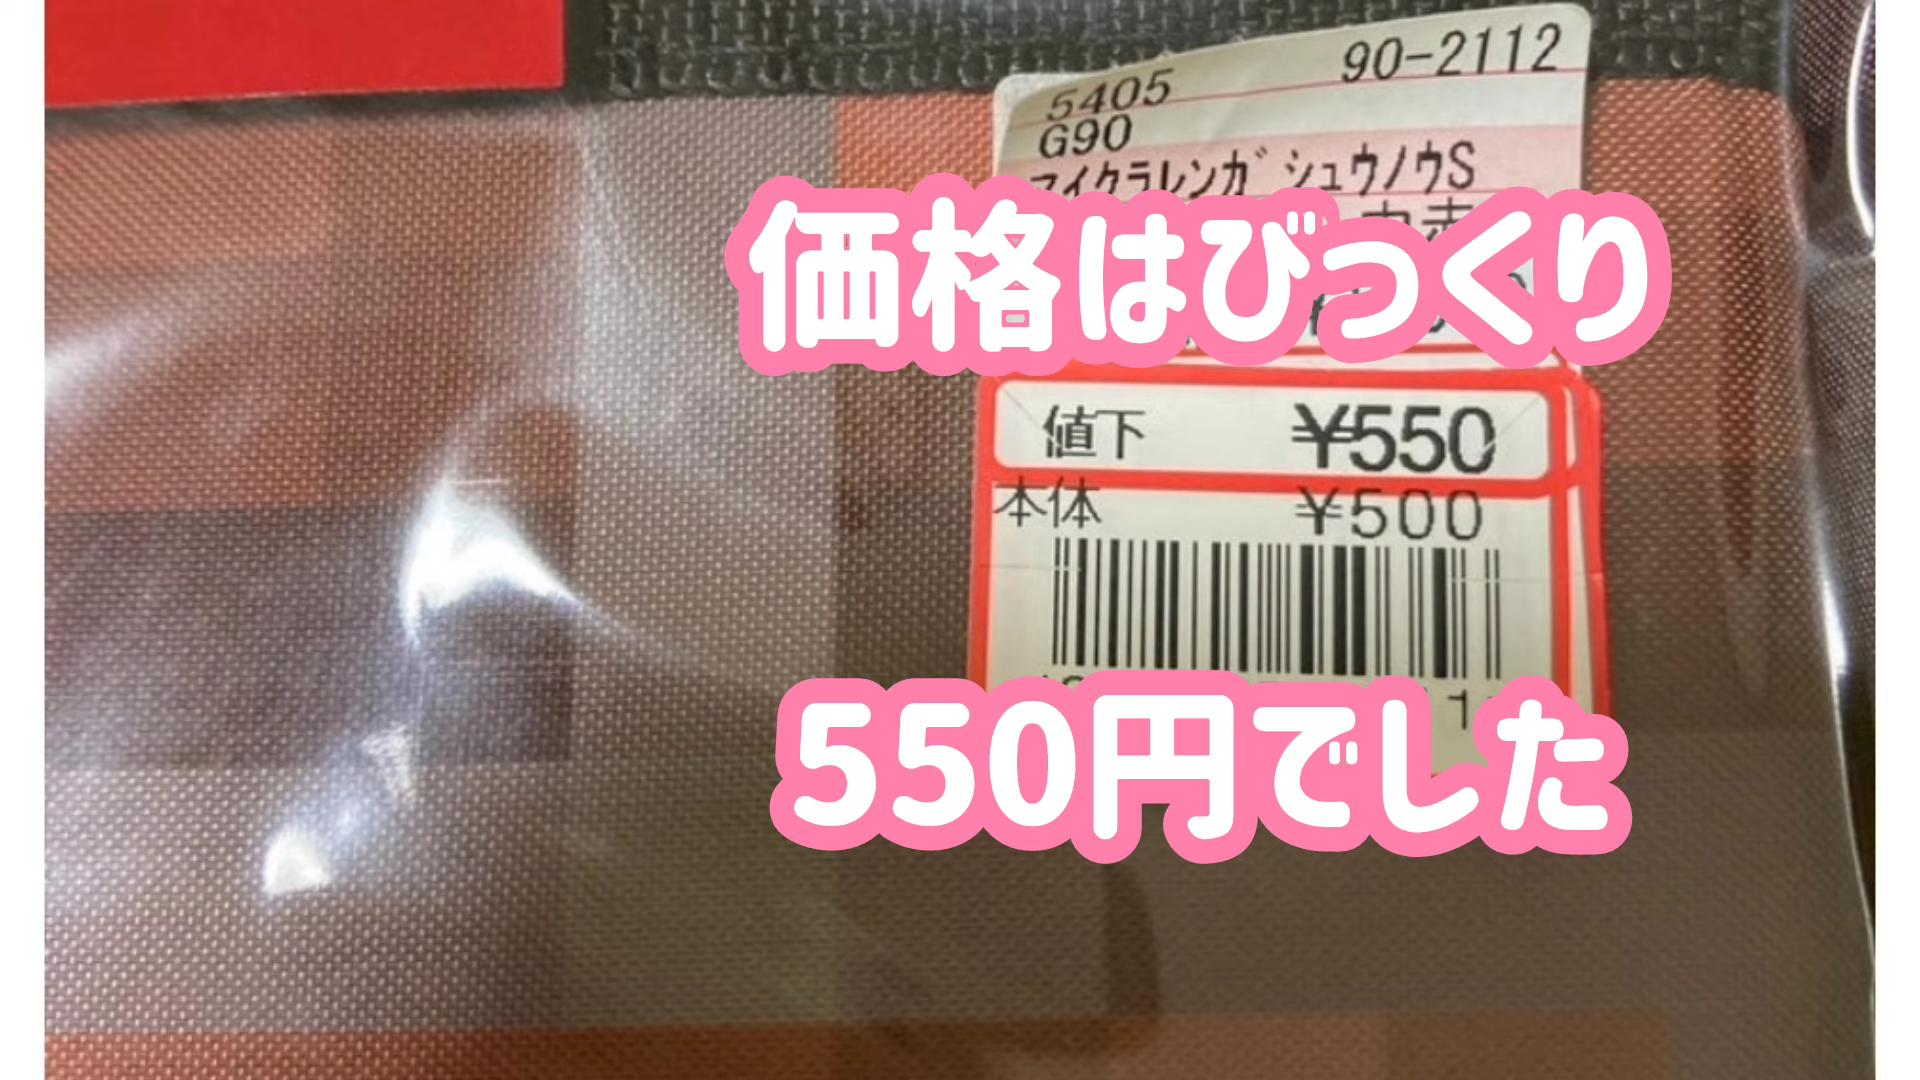 90-2112
5405
G90
マイクラレンガ シュウノウS
価格はびっくり
値下 ¥550
本体 ¥500
550円でした